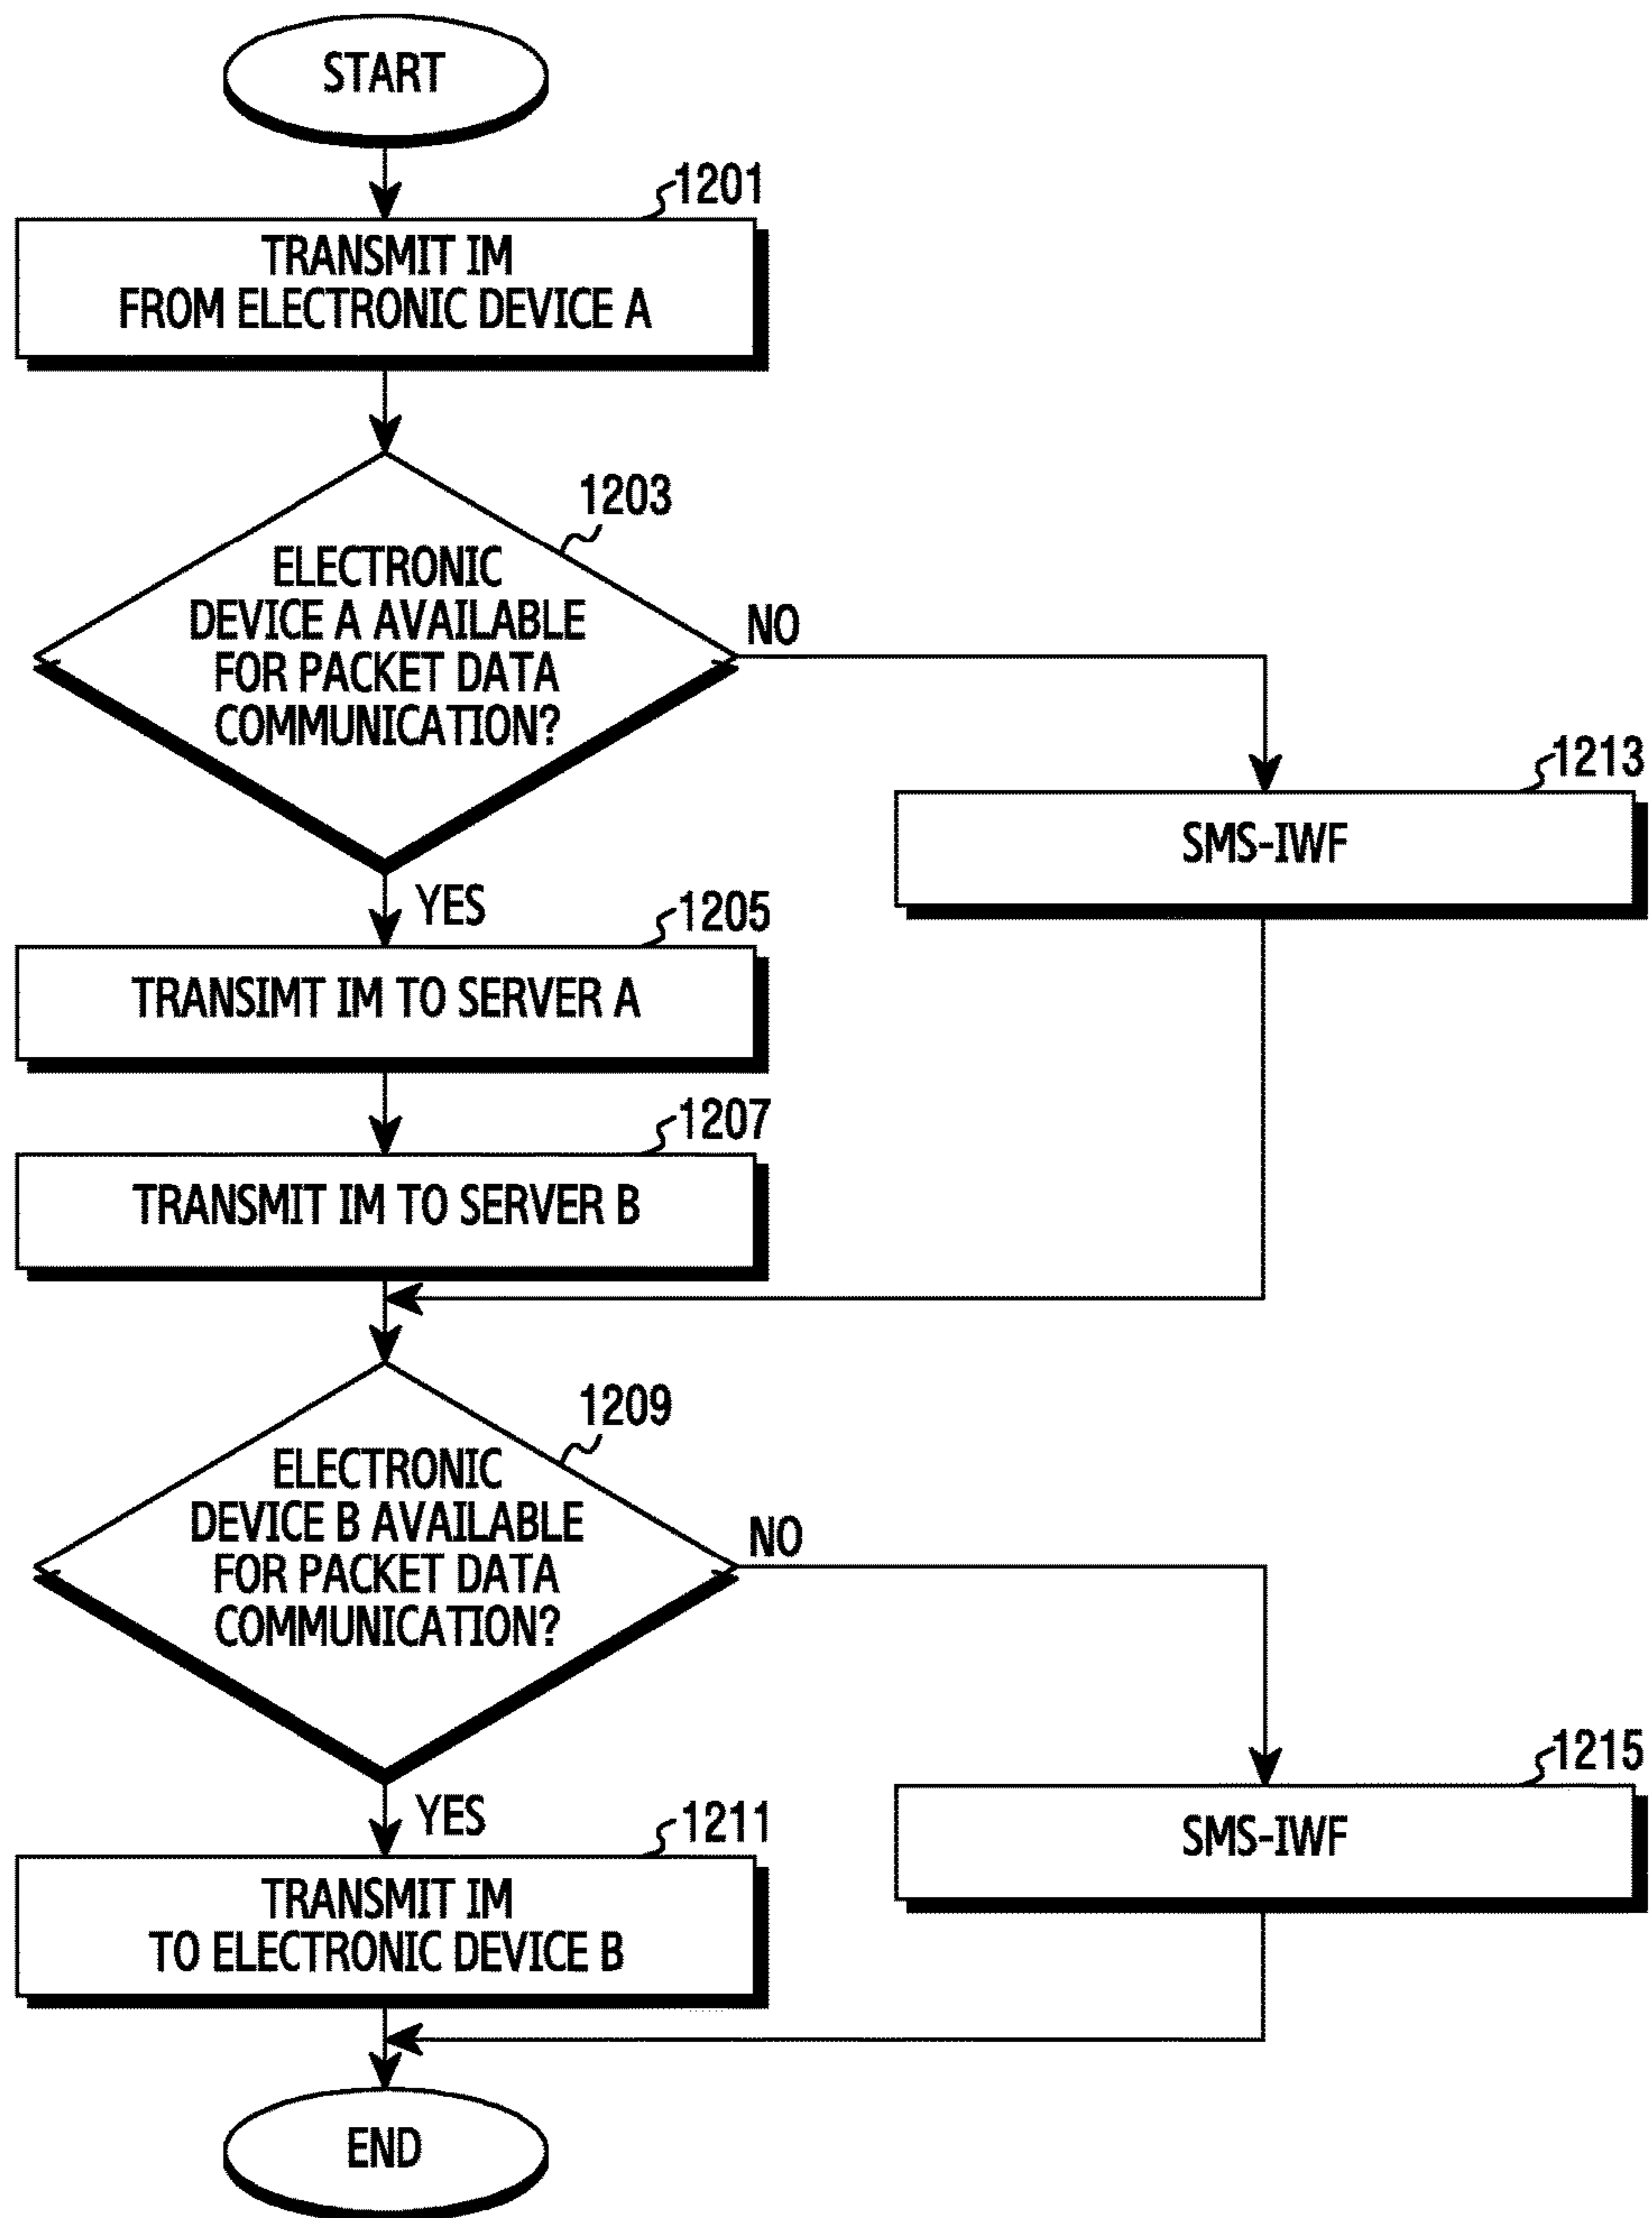 START
1201
TRANSMIT IM
FROM ELECTRONIC DEVICE A
1203
ELECTRONIC
DEVICE A AVAILABLE
FOR PACKET DATA
COMMUNICATION?
NO
1213
SMS-IWF
YES
1205
TRANSIMT IM TO SERVER A
1207
TRANSMIT IM TO SERVER B
1209
ELECTRONIC
DEVICE B AVAILABLE
FOR PACKET DATA
COMMUNICATION?
NO
1215
SMS-IWF
YES
1211
TRANSMIT IM
TO ELECTRONIC DEVICE B
END